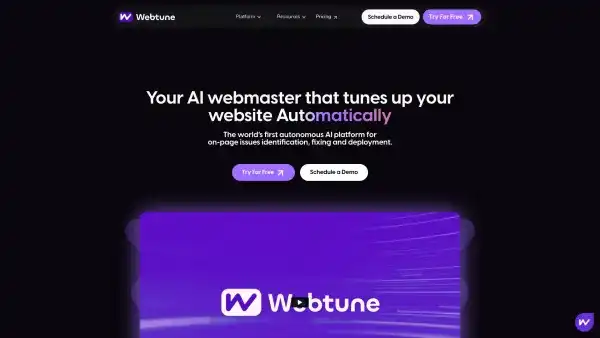 Webtune
Platform
Resources
Pricing
Schedule a Demo
Try For Free
Your AI webmaster that tunes up your
website Automatically
The world's first autonomous AI platform for
on-page issues identification, fixing and deployment.
Try For Free
Schedule a Demo
Webtune